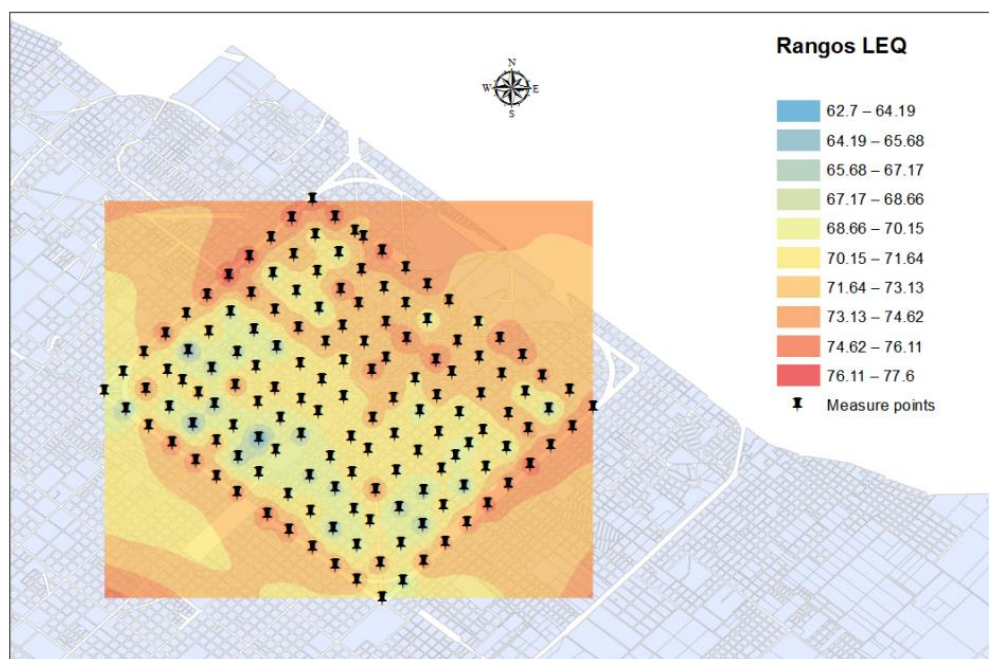 Rangos LEQ
N
W E
S
62.7 – 64.19
64.19 – 65.68
65.68 – 67.17
67.17 – 68.66
68.66 – 70.15
70.15 – 71.64
71.64 – 73.13
73.13 – 74.62
74.62 – 76.11
76.11 – 77.6
Measure points